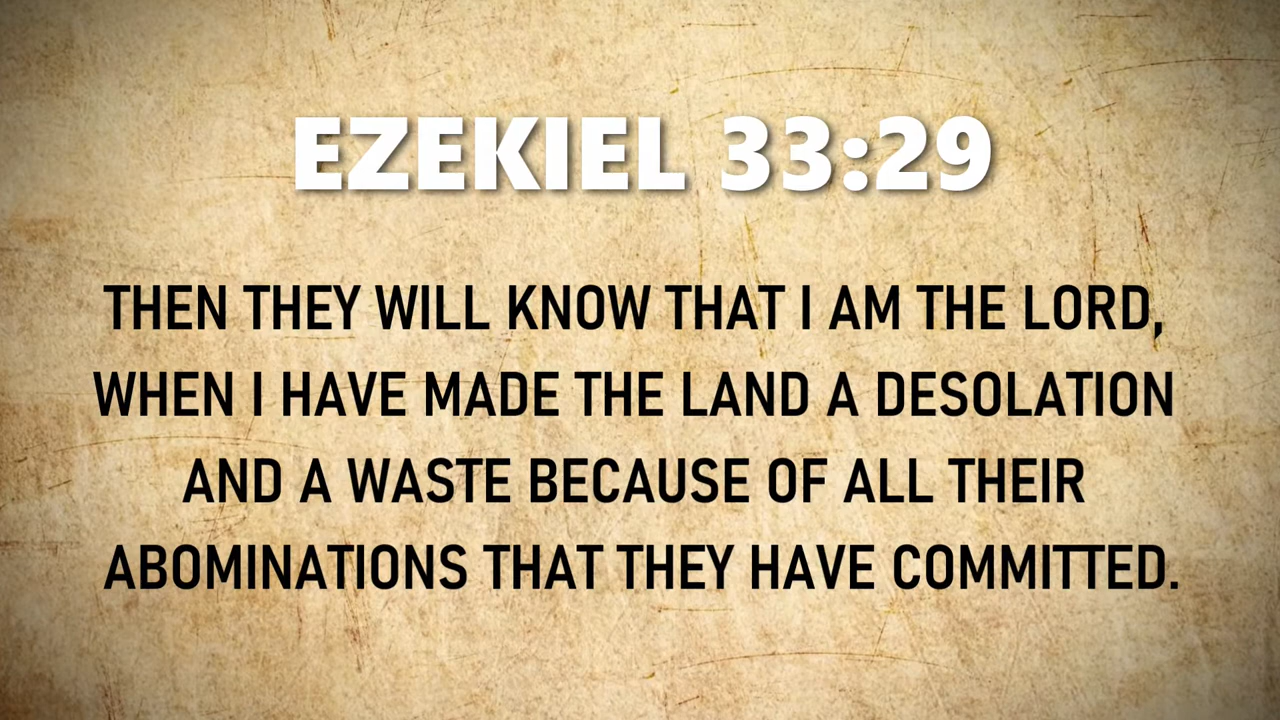 EZEKIEL 33:29
THEN THEY WILL KNOW THAT I AM THE LORD,
WHEN I HAVE MADE THE LAND A DESOLATION
AND A WASTE BECAUSE OF ALL THEIR
ABOMINATIONS THAT THEY HAVE COMMITTED.